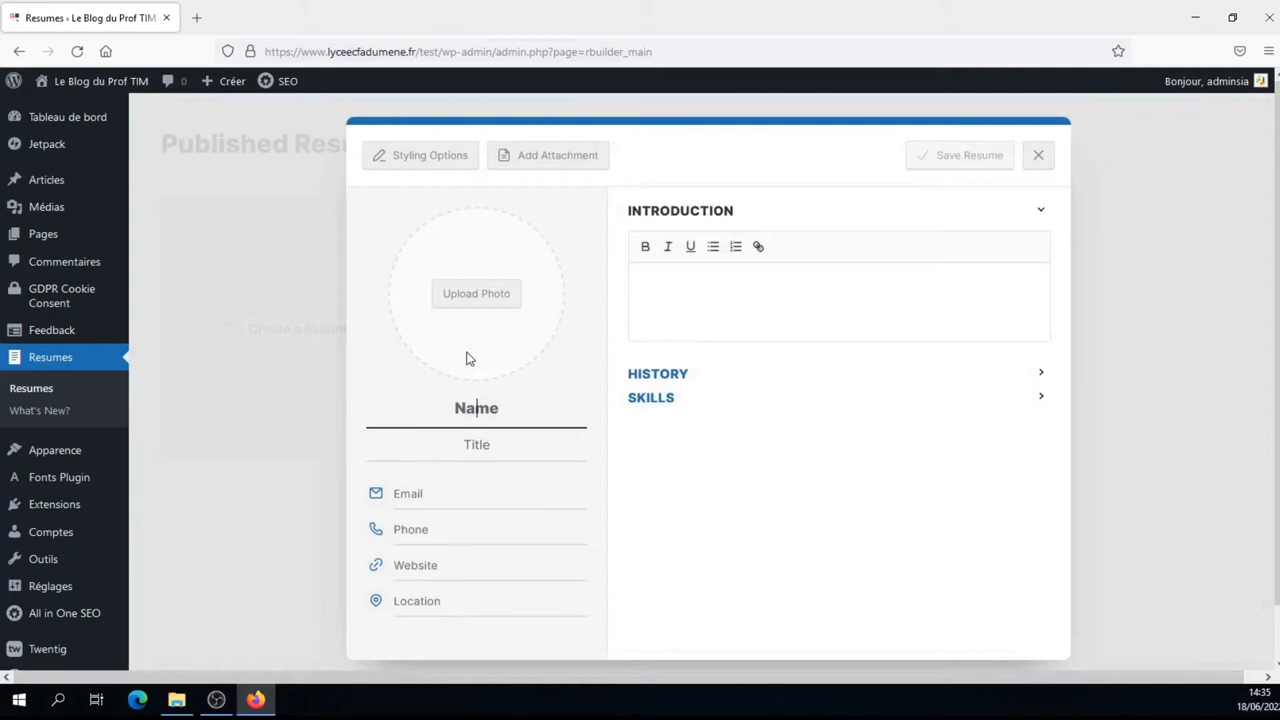 Resumes ‹ Le Blog du Prof TIM
https://www.lyceecfadumene.fr/test/wp-admin/admin.php?page=rbuilder_main
Le Blog du Prof TIM 0 Créer SEO Bonjour, adminsia
Tableau de bord
Jetpack
Articles
Médias
Pages
Commentaires
GDPR Cookie
Consent
Feedback
Resumes
Resumes
What's New?
Apparence
Fonts Plugin
Extensions
Comptes
Outils
Réglages
All in One SEO
tw Twentig
Published Resu
Create a Resum
Styling Options
Add Attachment
Save Resume
Upload Photo
Name
Title
Email
Phone
Website
Location
INTRODUCTION
B I U
HISTORY
SKILLS
14:35
18/06/202